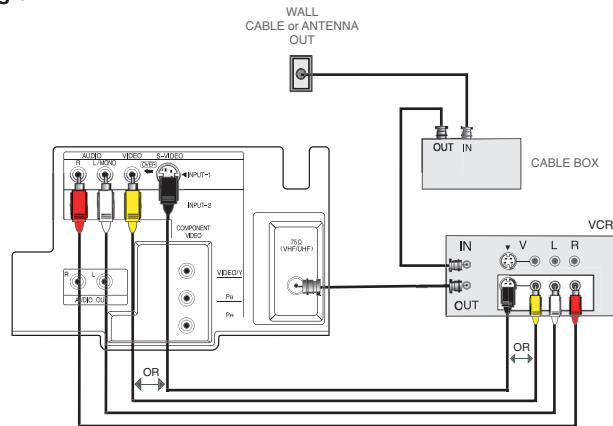 WALL
CABLE or ANTENNA
OUT
OUT IN
CABLE BOX
AUDIO VIDEO S-VIDEO
R L/MONO
OVER
INPUT-1
INPUT-2
COMPONENT
VIDEO
75Ω
(VHF/UHF)
R L
AUDIO OUT
VIDEO/Y
PB
PR
VCR
IN V L R
OUT
OR
OR